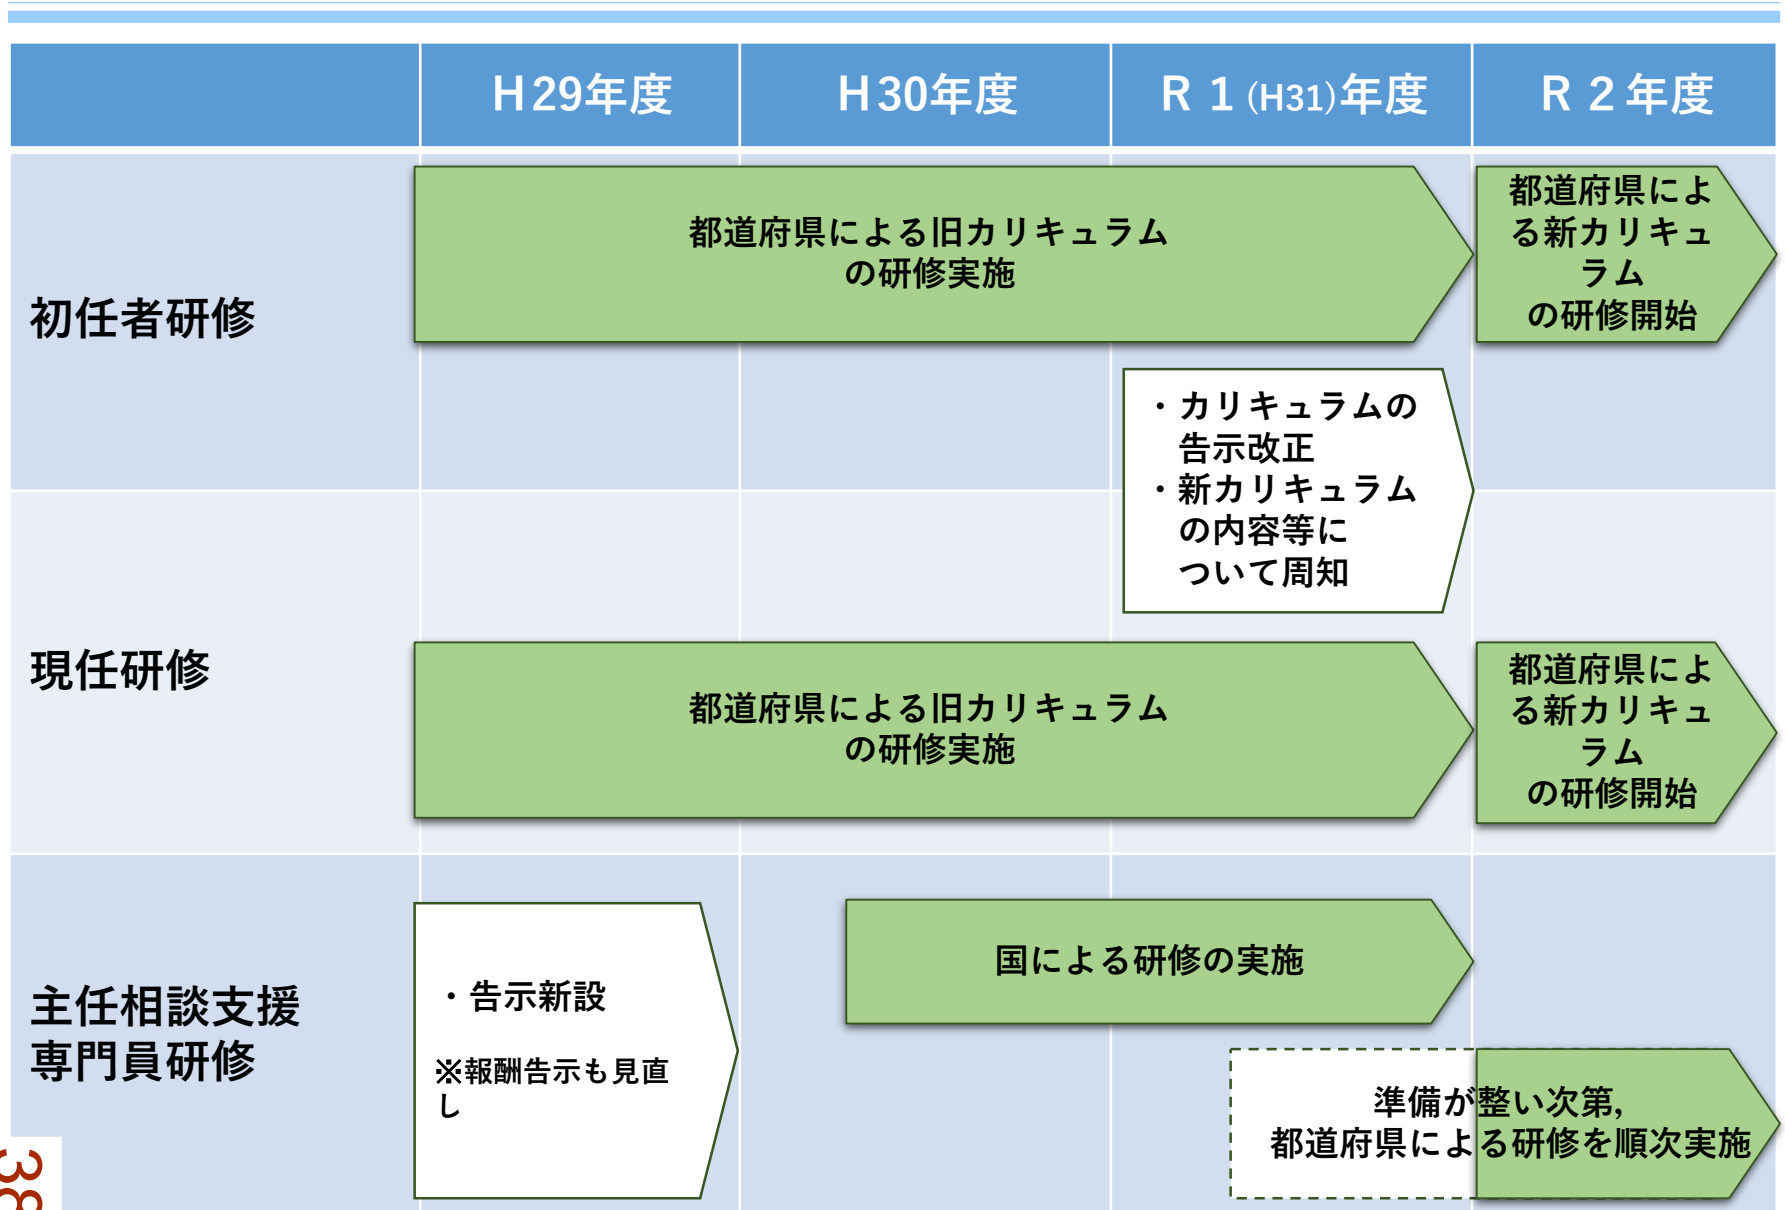 H29年度
H30年度
R 1 (H31)年度
R 2 年度
初任者研修
都道府県による旧カリキュラム
の研修実施
都道府県によ
る新カリキュ
ラム
の研修開始
・カリキュラムの
告示改正
・新カリキュラム
の内容等に
ついて周知
現任研修
都道府県による旧カリキュラム
の研修実施
都道府県によ
る新カリキュ
ラム
の研修開始
主任相談支援
専門員研修
・告示新設
※報酬告示も見直
し
国による研修の実施
準備が整い次第,
都道府県による研修を順次実施
38